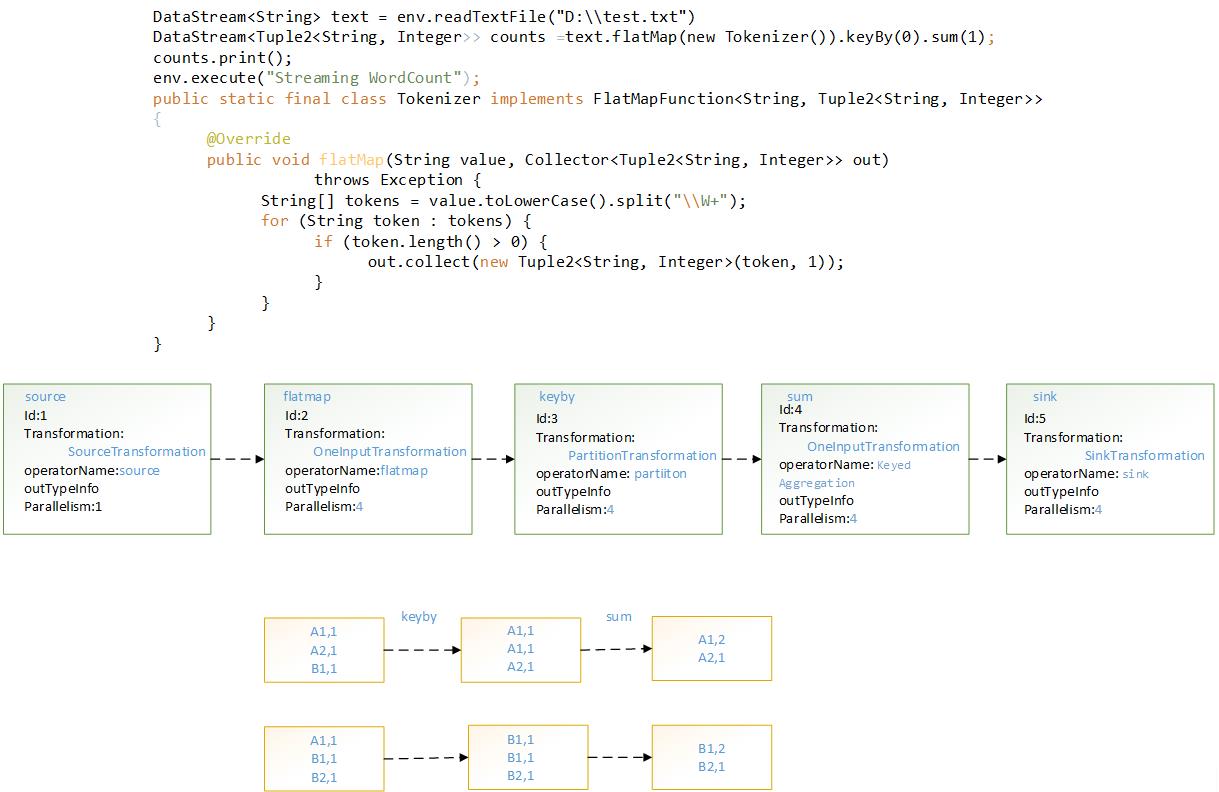 DataStream<String> text = env.readTextFile("D:\\test.txt")
DataStream<Tuple2<String, Integer>> counts =text.flatMap(new Tokenizer()).keyBy(0).sum(1);
counts.print();
env.execute("Streaming WordCount");
public static final class Tokenizer implements FlatMapFunction<String, Tuple2<String, Integer>>
{
@Override
public void flatMap(String value, Collector<Tuple2<String, Integer>> out)
throws Exception {
String[] tokens = value.toLowerCase().split("\\W+");
for (String token : tokens) {
if (token.length() > 0) {
out.collect(new Tuple2<String, Integer>(token, 1));
}
}
}
}
source
Id:1
Transformation:
SourceTransformation
operatorName:source
outTypeInfo
Parallelism:1
flatmap
Id:2
Transformation:
OneInputTransformation
operatorName:flatmap
outTypeInfo
Parallelism:4
keyby
Id:3
Transformation:
PartitionTransformation
operatorName: partiiton
outTypeInfo
Parallelism:4
sum
Id:4
Transformation:
OneInputTransformation
operatorName: Keyed
Aggregation
outTypeInfo
Parallelism:4
sink
Id:5
Transformation:
SinkTransformation
operatorName: sink
outTypeInfo
Parallelism:4
keyby
sum
A1,1
A2,1
B1,1
A1,1
A1,1
A2,1
A1,2
A2,1
A1,1
B1,1
B2,1
B1,1
B1,1
B2,1
B1,2
B2,1